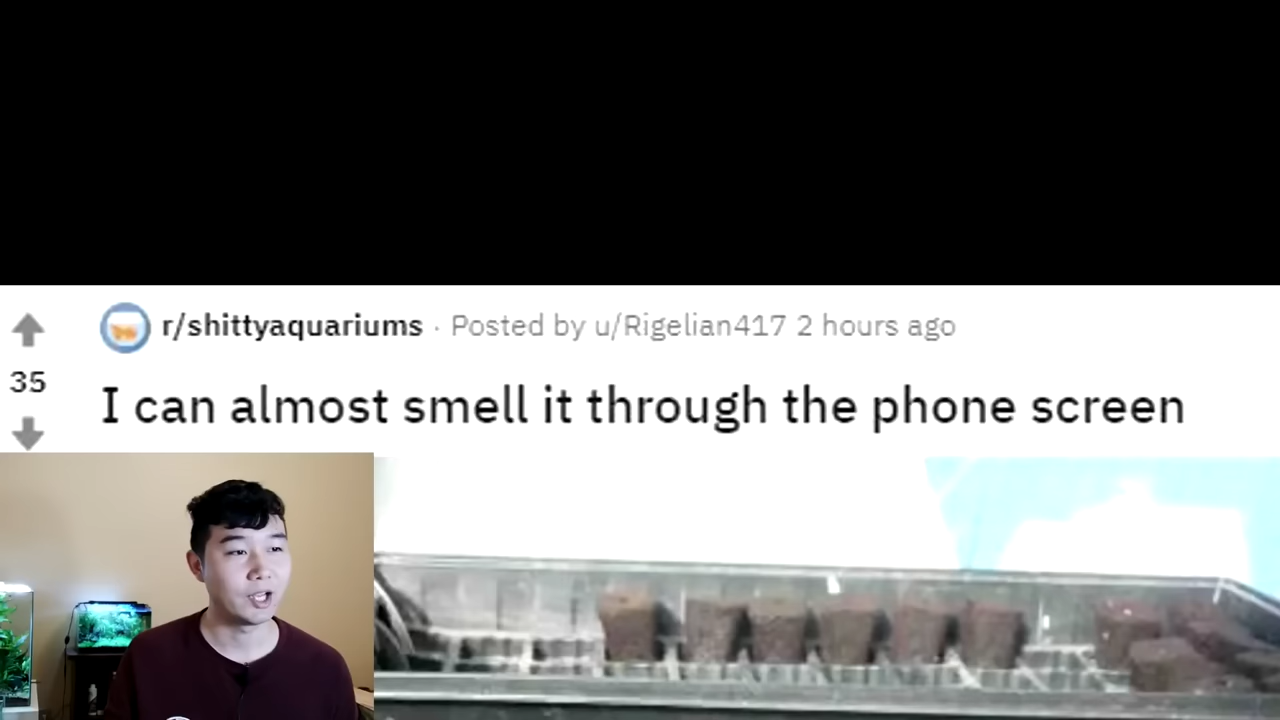 r/shittyaquariums · Posted by u/Rigelian417 2 hours ago
35
I can almost smell it through the phone screen